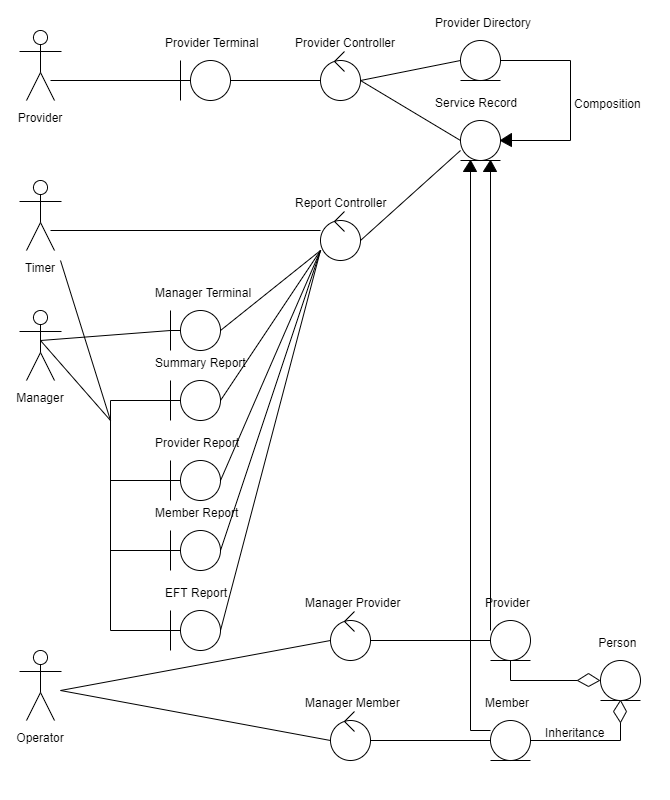 Provider Directory
Provider Terminal
Provider Controller
Provider
Service Record
Composition
Report Controller
Timer
Manager Terminal
Manager
Summary Report
Provider Report
Member Report
EFT Report
Manager Provider
Provider
Person
Operator
Manager Member
Member
Inheritance